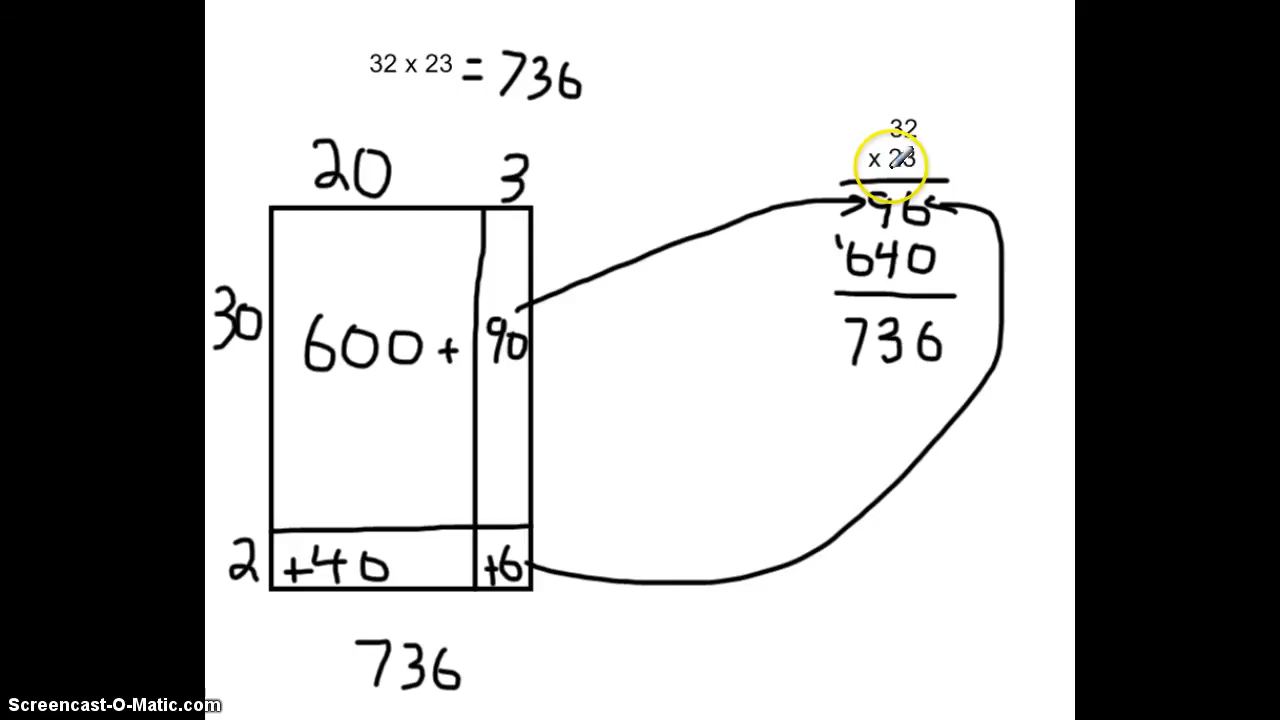 32 x 23 = 736
20 3
30 600 + 90
2 +40 +6
736
32
x 23
96
1640
736
Screencast-O-Matic.com